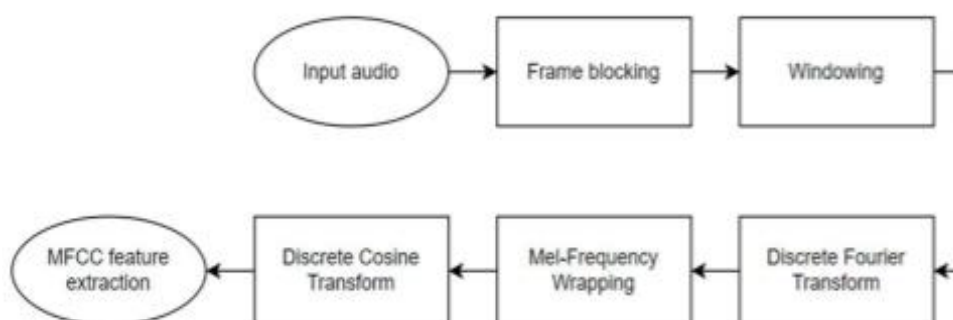 Input audio
Frame blocking
Windowing
MFCC feature
extraction
Discrete Cosine
Transform
Mel-Frequency
Wrapping
Discrete Fourier
Transform